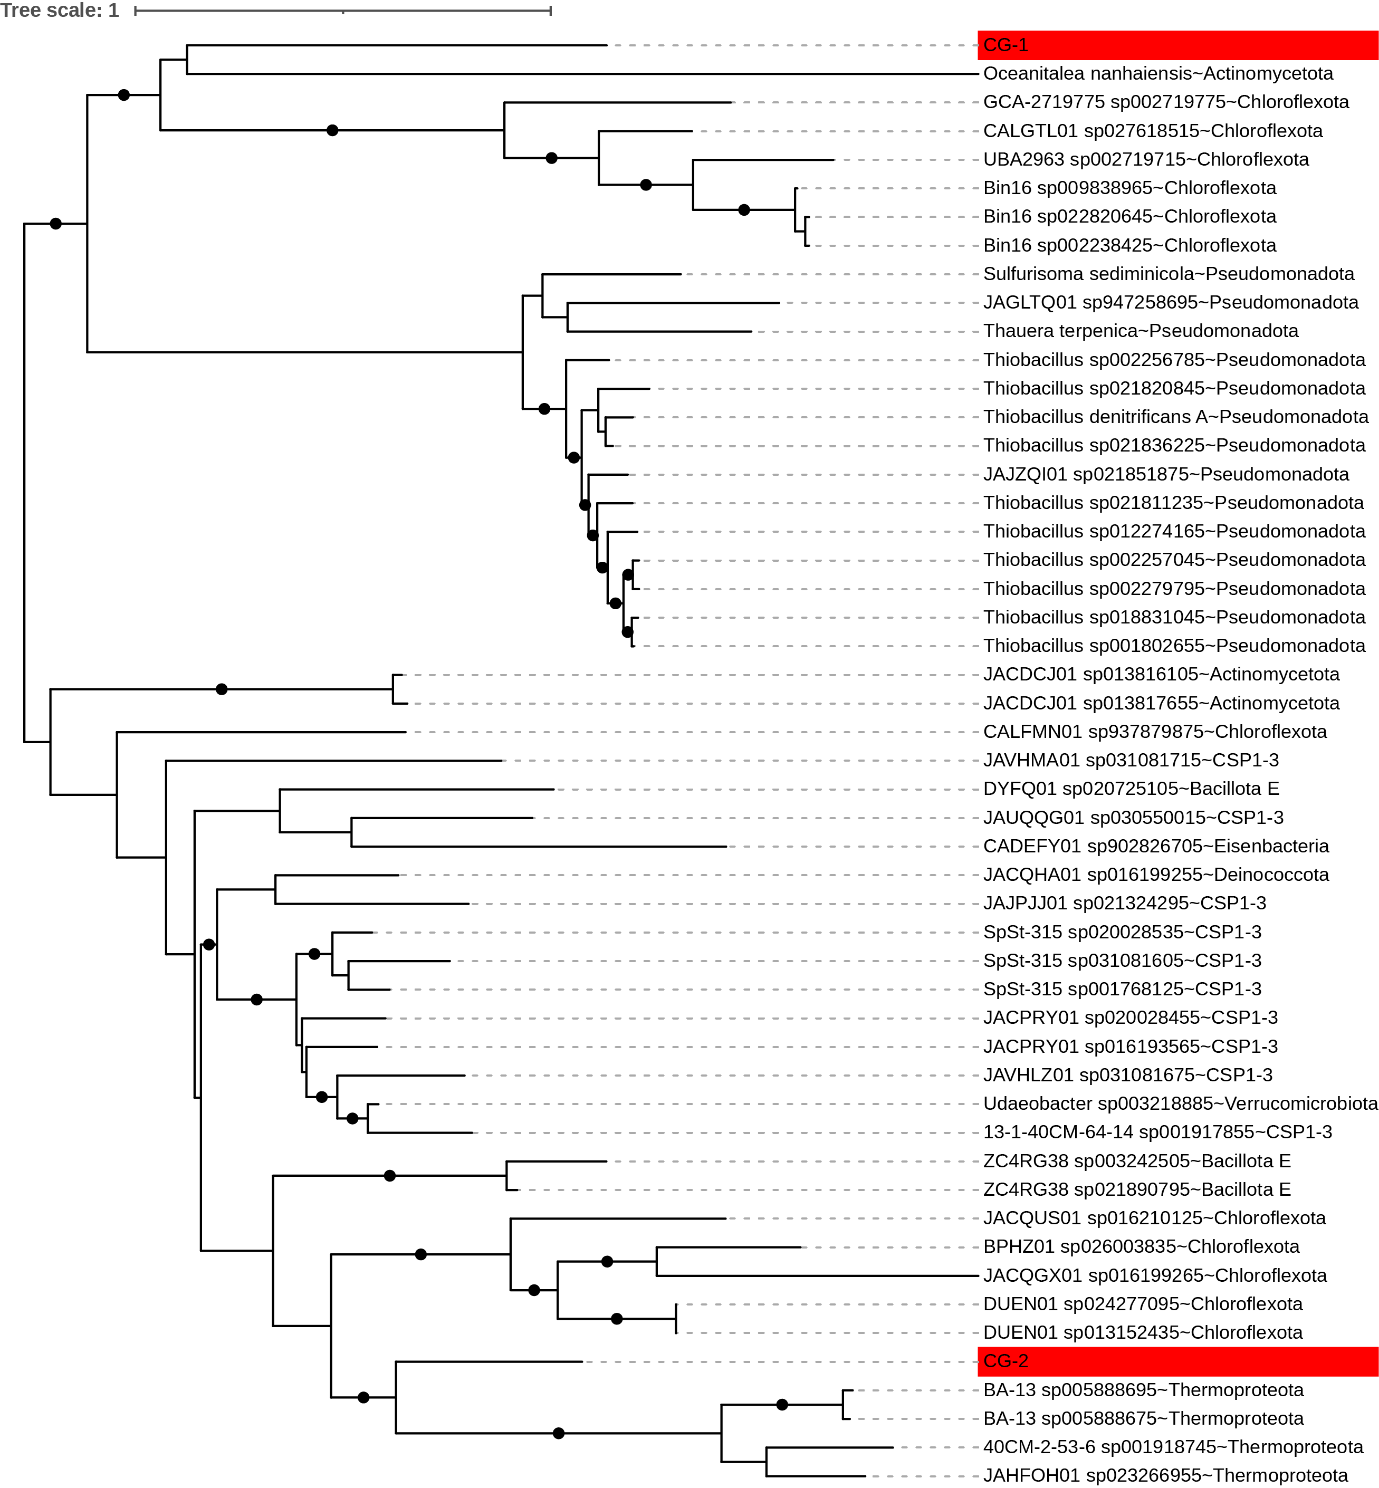 Tree scale: 1
CG-1
Oceanitalea nanhaiensis~Actinomycetota
GCA-2719775 sp002719775~Chloroflexota
CALGTL01 sp027618515~Chloroflexota
UBA2963 sp002719715~Chloroflexota
Bin16 sp009838965~Chloroflexota
Bin16 sp022820645~Chloroflexota
Bin16 sp002238425~Chloroflexota
Sulfurisoma sediminicola~Pseudomonadota
JAGLTQ01 sp947258695~Pseudomonadota
Thauera terpenica~Pseudomonadota
Thiobacillus sp002256785~Pseudomonadota
Thiobacillus sp021820845~Pseudomonadota
Thiobacillus denitrificans A~Pseudomonadota
Thiobacillus sp021836225~Pseudomonadota
JAJZQI01 sp021851875~Pseudomonadota
Thiobacillus sp021811235~Pseudomonadota
Thiobacillus sp012274165~Pseudomonadota
Thiobacillus sp002257045~Pseudomonadota
Thiobacillus sp002279795~Pseudomonadota
Thiobacillus sp018831045~Pseudomonadota
Thiobacillus sp001802655~Pseudomonadota
JACDCJ01 sp013816105~Actinomycetota
JACDCJ01 sp013817655~Actinomycetota
CALFMN01 sp937879875~Chloroflexota
JAVHMA01 sp031081715~CSP1-3
DYFQ01 sp020725105~Bacillota E
JAUQQG01 sp030550015~CSP1-3
CADEFY01 sp902826705~Eisenbacteria
JACQHA01 sp016199255~Deinococcota
JAJPJJ01 sp021324295~CSP1-3
SpSt-315 sp020028535~CSP1-3
SpSt-315 sp031081605~CSP1-3
SpSt-315 sp001768125~CSP1-3
JACPRY01 sp020028455~CSP1-3
JACPRY01 sp016193565~CSP1-3
JAVHLZ01 sp031081675~CSP1-3
Udaeobacter sp003218885~Verrucomicrobiota
13-1-40CM-64-14 sp001917855~CSP1-3
ZC4RG38 sp003242505~Bacillota E
ZC4RG38 sp021890795~Bacillota E
JACQUS01 sp016210125~Chloroflexota
BPHZ01 sp026003835~Chloroflexota
JACQGX01 sp016199265~Chloroflexota
DUEN01 sp024277095~Chloroflexota
DUEN01 sp013152435~Chloroflexota
CG-2
BA-13 sp005888695~Thermoproteota
BA-13 sp005888675~Thermoproteota
40CM-2-53-6 sp001918745~Thermoproteota
JAHFOH01 sp023266955~Thermoproteota